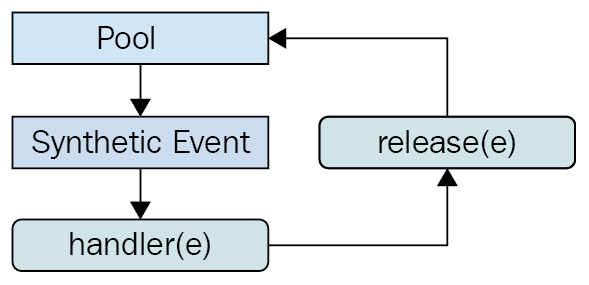 Pool
Synthetic Event
release(e)
handler(e)